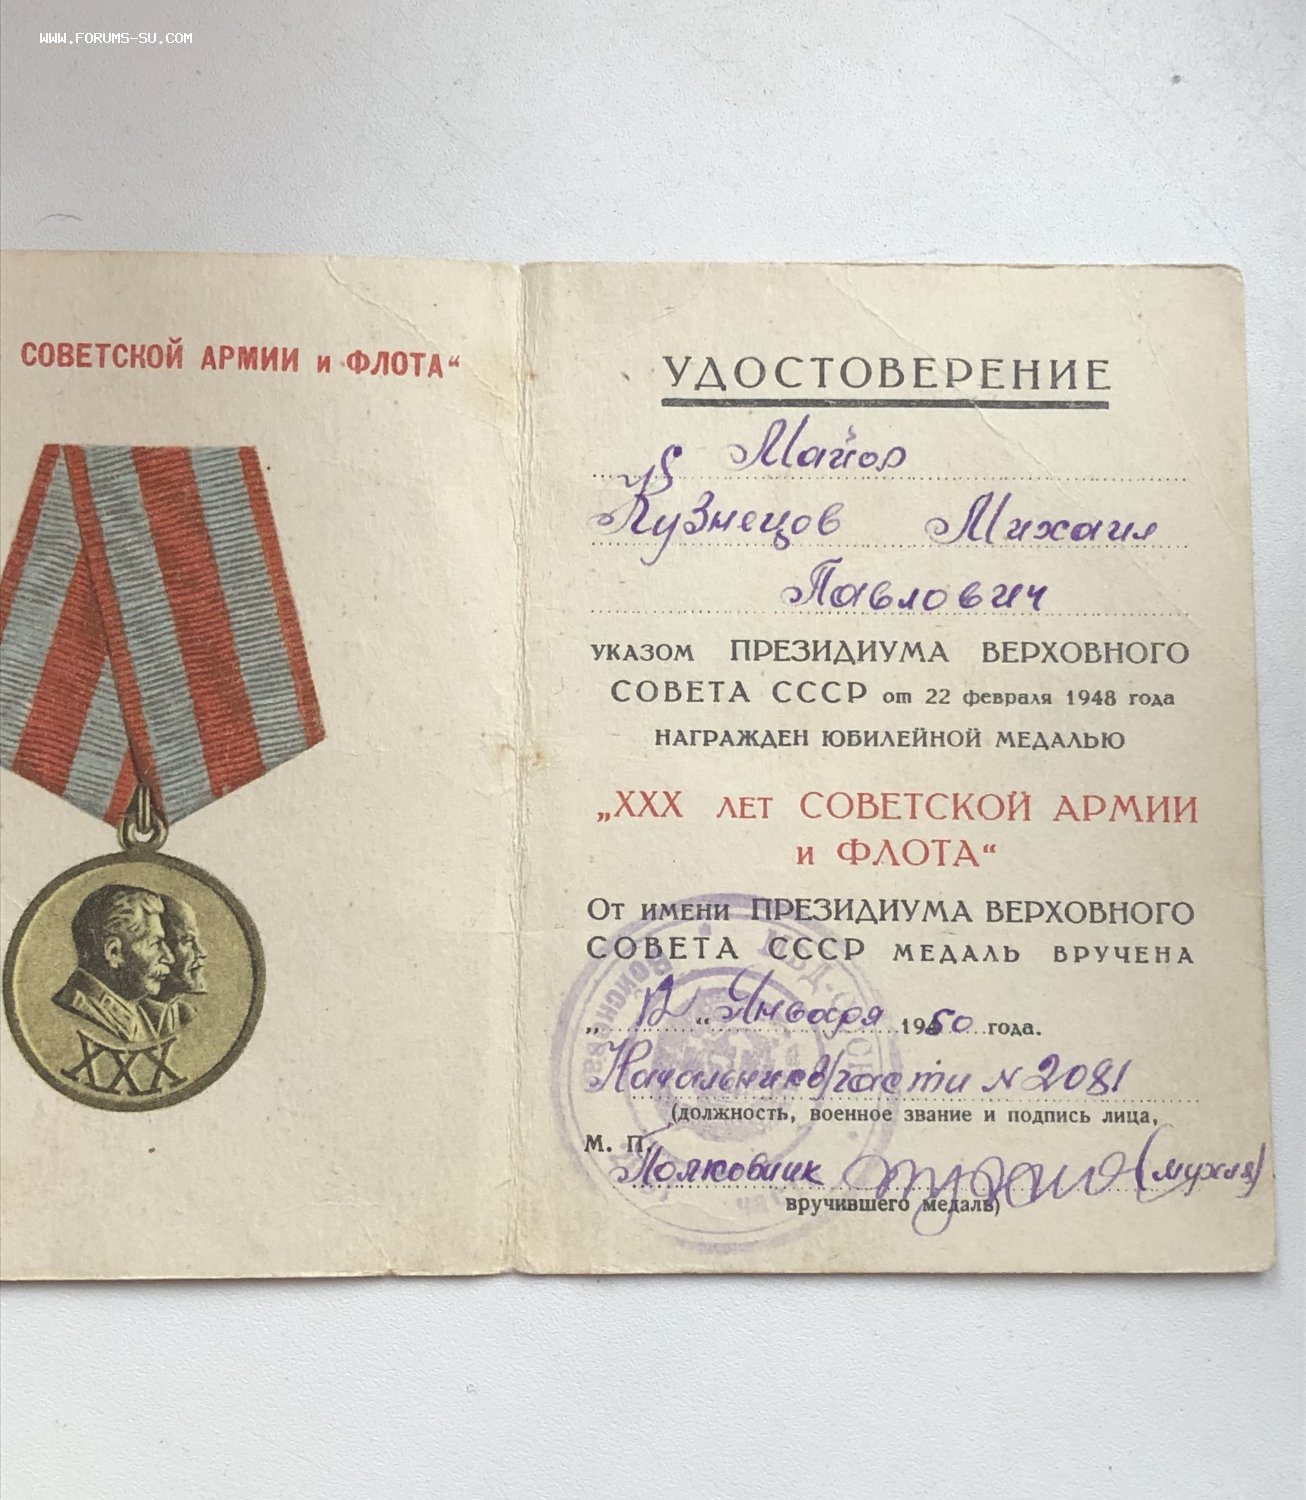 WWW.FORUMS-SU.COM
СОВЕТСКОЙ АРМИИ и ФЛОТА“
XXX
УДОСТОВЕРЕНИЕ
Майор
Кузнецов Михаил
Павлович
УКАЗОМ ПРЕЗИДИУМА ВЕРХОВНОГО
СОВЕТА СССР от 22 февраля 1948 года
НАГРАЖДЕН ЮБИЛЕЙНОЙ МЕДАЛЬЮ
„XXX ЛЕТ СОВЕТСКОЙ АРМИИ
и ФЛОТА“
От ИМЕНИ ПРЕЗИДИУМА ВЕРХОВНОГО
СОВЕТА СССР МЕДАЛЬ ВРУЧЕНА
„12“ Января 1950 года.
Начальник в/части N 2081
(должность, военное звание и подпись лица,
М. П.
Полковник
вручившего медаль)
Войска